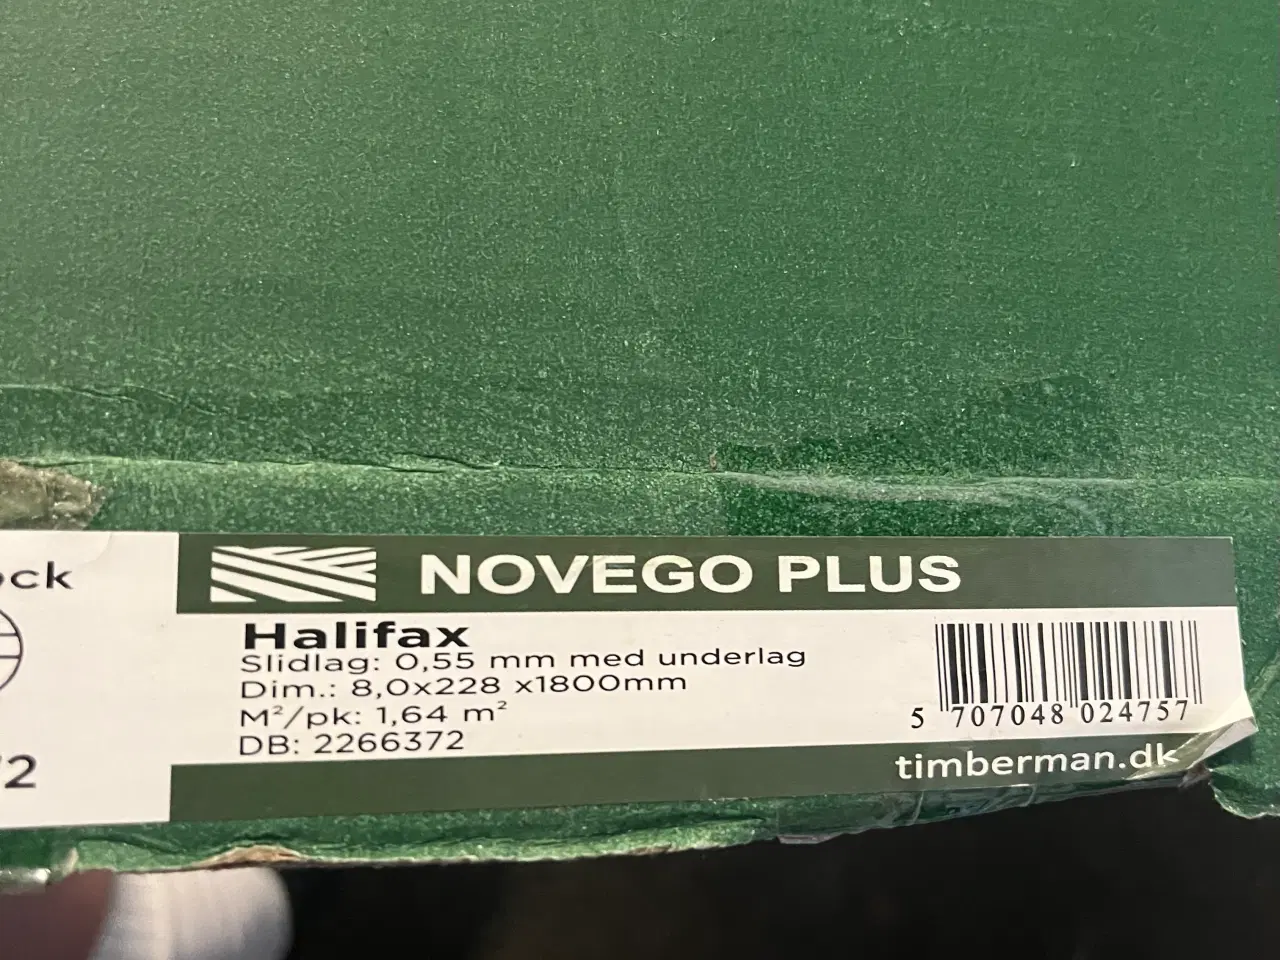 NOVEGO PLUS
Halifax
Slidlag: 0,55 mm med underlag
Dim.: 8,0x228 x1800mm
M²/pk: 1,64 m²
DB: 2266372
5 707048 024757
timberman.dk